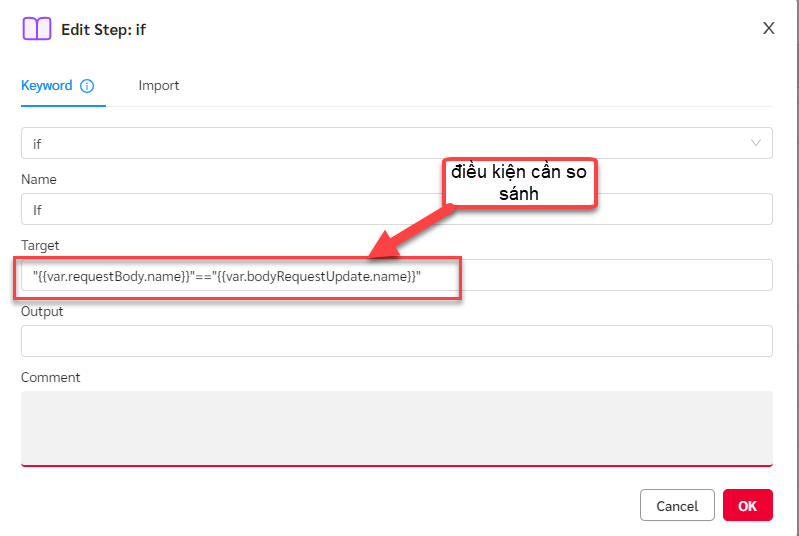 Edit Step: if
X
Keyword
Import
if
điều kiện cần so
sánh
Name
If
Target
"{{var.requestBody.name}}"=="{{var.bodyRequestUpdate.name}}"
Output
Comment
Cancel
OK